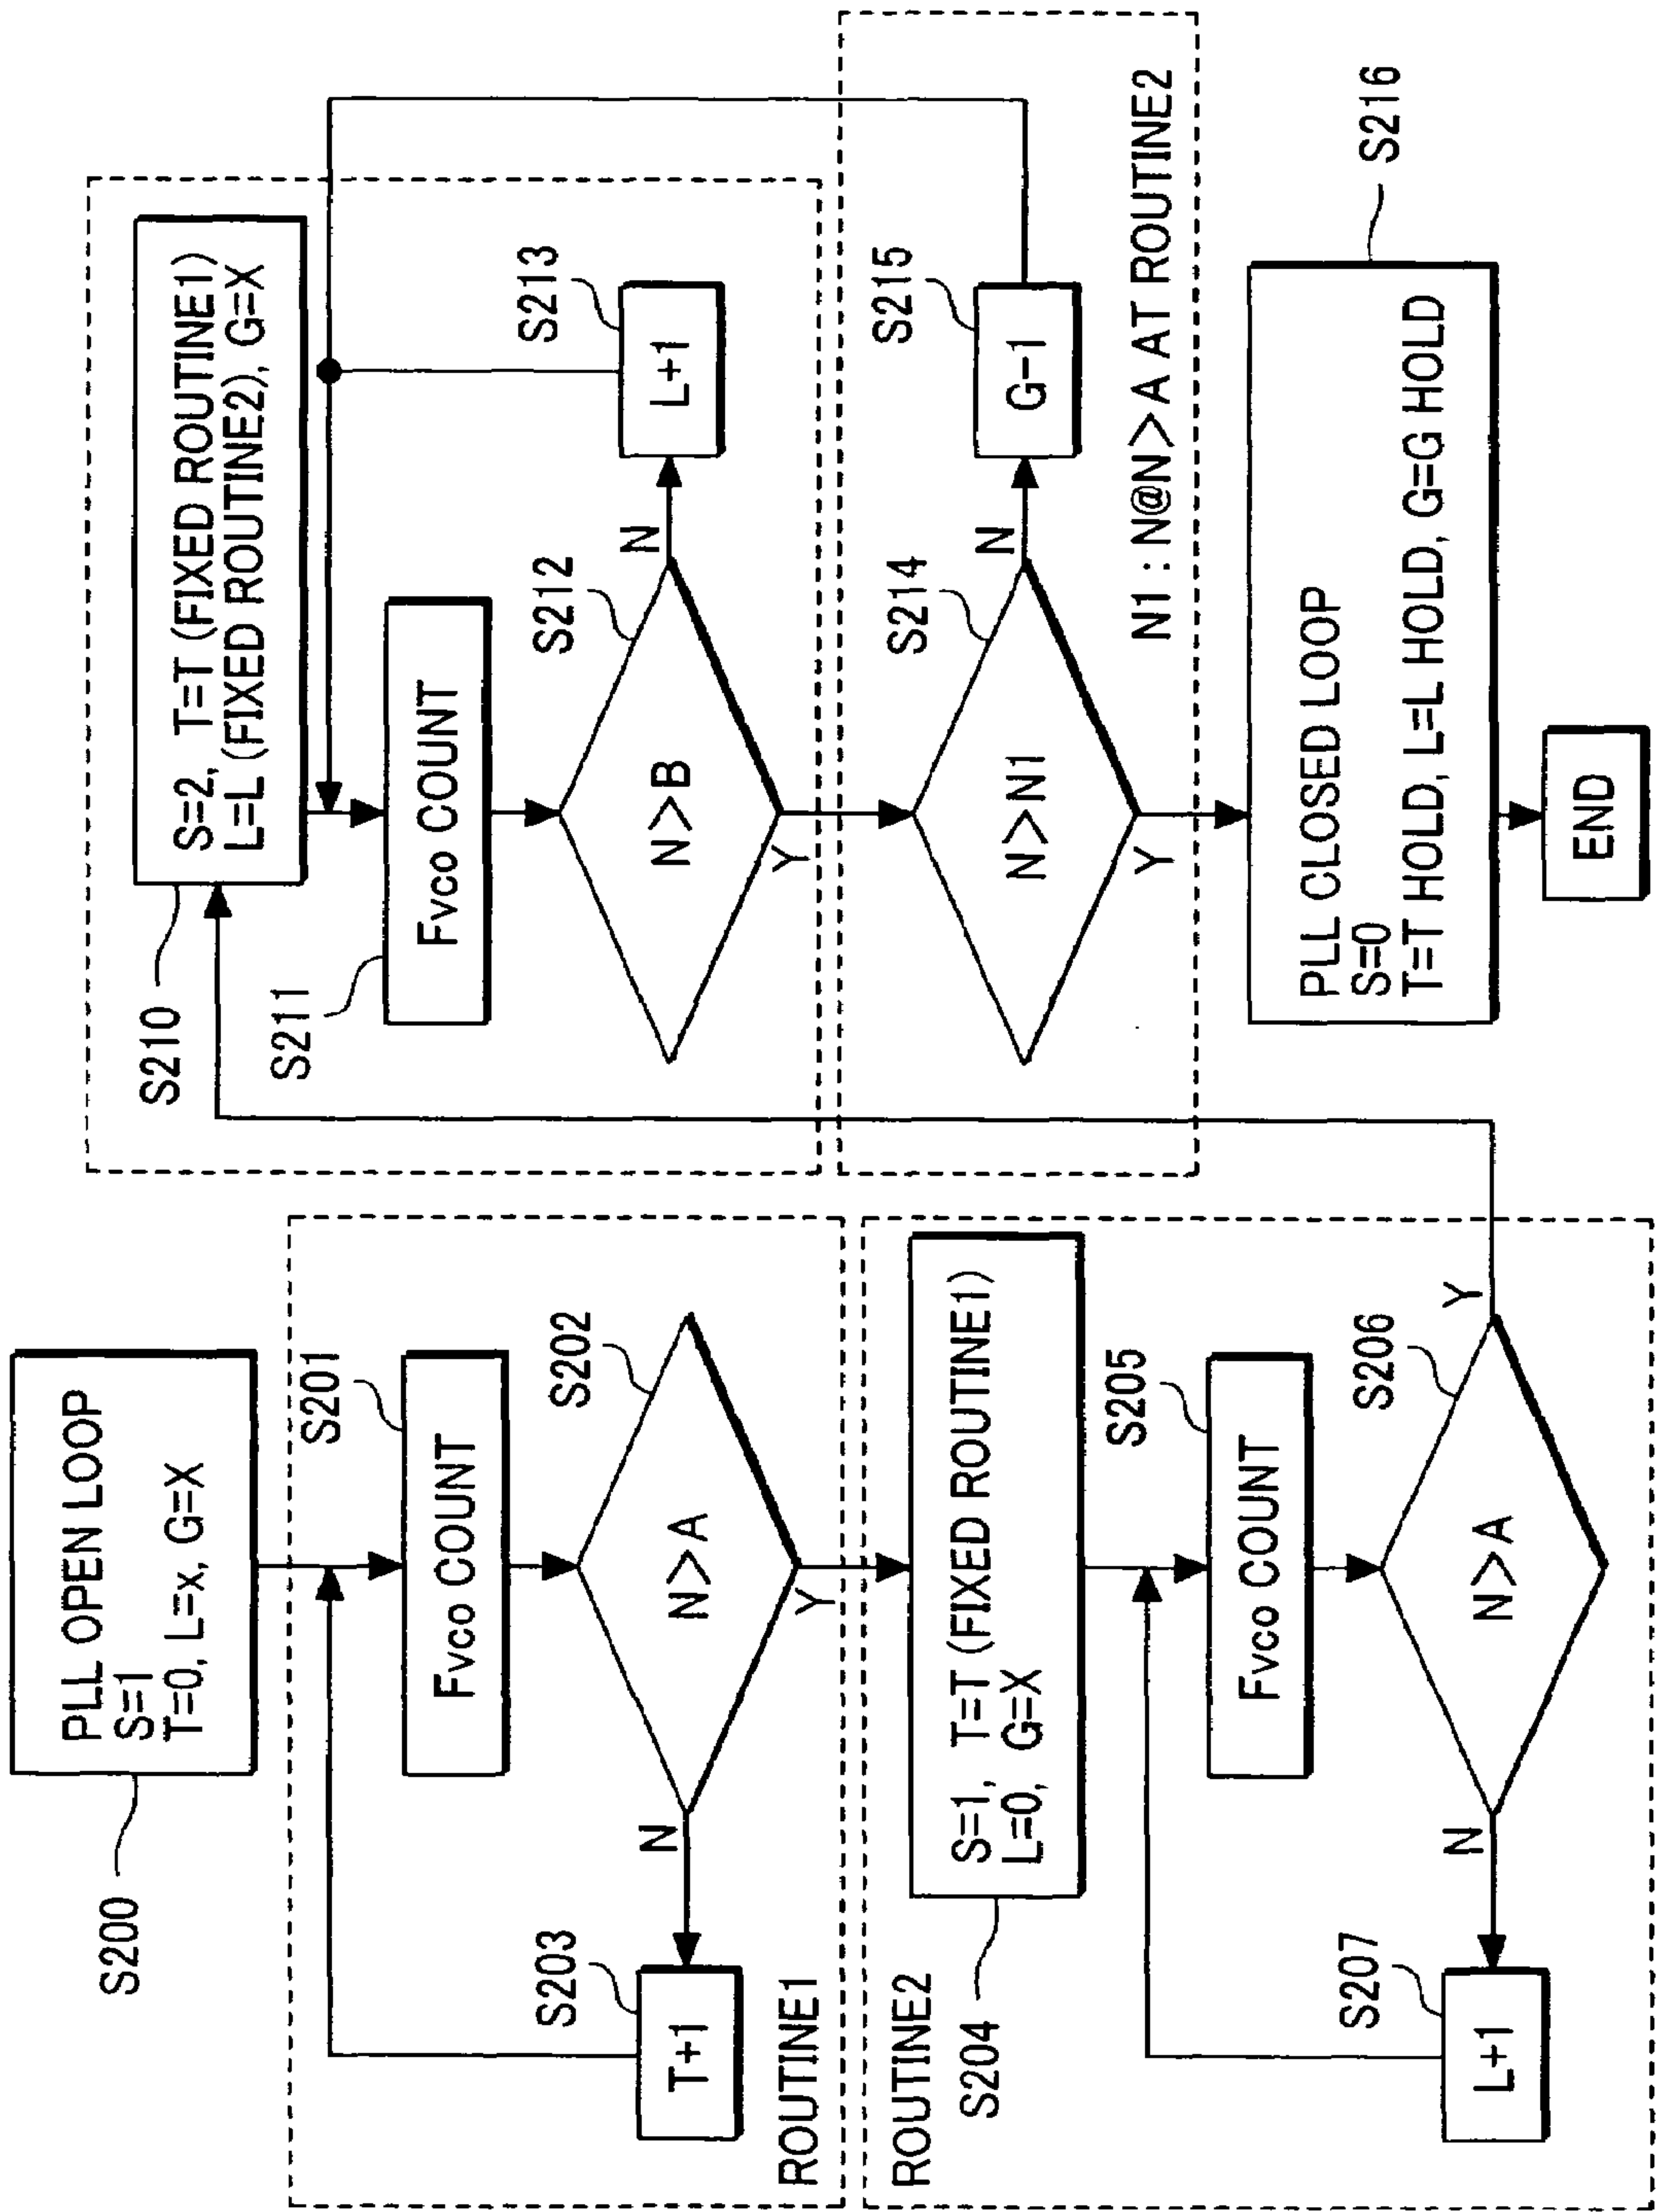 PLL OPEN LOOP
S=1
T=0, L=x, G=X
S200
S201
Fvco COUNT
S202
N>A
N
Y
S203
T+1
ROUTINE1
ROUTINE2
S204
S=1, T=T (FIXED ROUTINE1)
L=0, G=X
S205
Fvco COUNT
S206
N>A
Y
N
S207
L+1
S210
S=2, T=T (FIXED ROUTINE1)
L=L (FIXED ROUTINE2), G=X
S211
Fvco COUNT
S212
N>B
N
Y
S213
L+1
S214
N>N1
N
Y
S215
G-1
N1 : N@N>A AT ROUTINE2
S216
PLL CLOSED LOOP
S=0
T=T HOLD, L=L HOLD, G=G HOLD
END